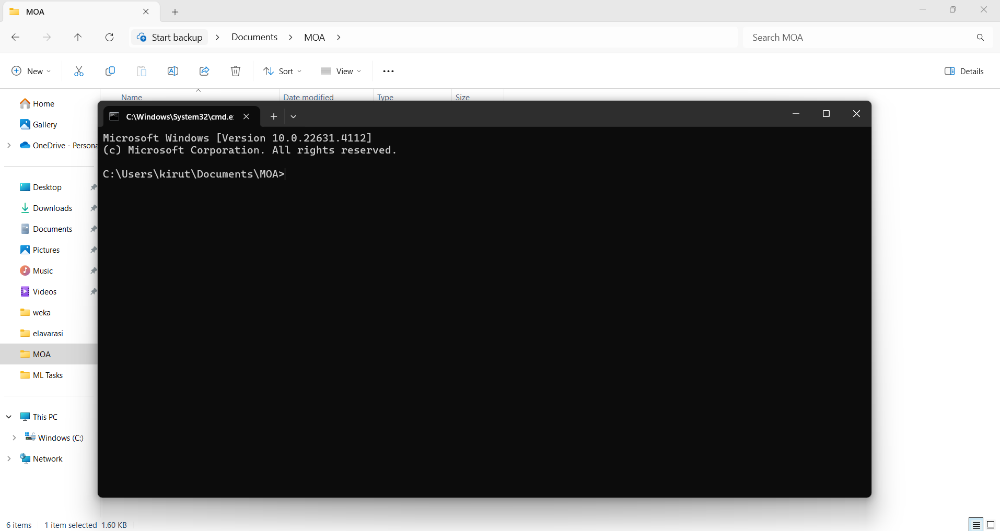 MOA
Start backup > Documents > MOA >
Search MOA
New
Sort
View
Details
Name
Date modified
Type
Size
Home
Gallery
OneDrive - Persona
Desktop
Downloads
Documents
Pictures
Music
Videos
weka
elavarasi
MOA
ML Tasks
This PC
Windows (C:)
Network
C:\Windows\System32\cmd.e
Microsoft Windows [Version 10.0.22631.4112]
(c) Microsoft Corporation. All rights reserved.
C:\Users\kirut\Documents\MOA>
6 items
1 item selected 1.60 KB